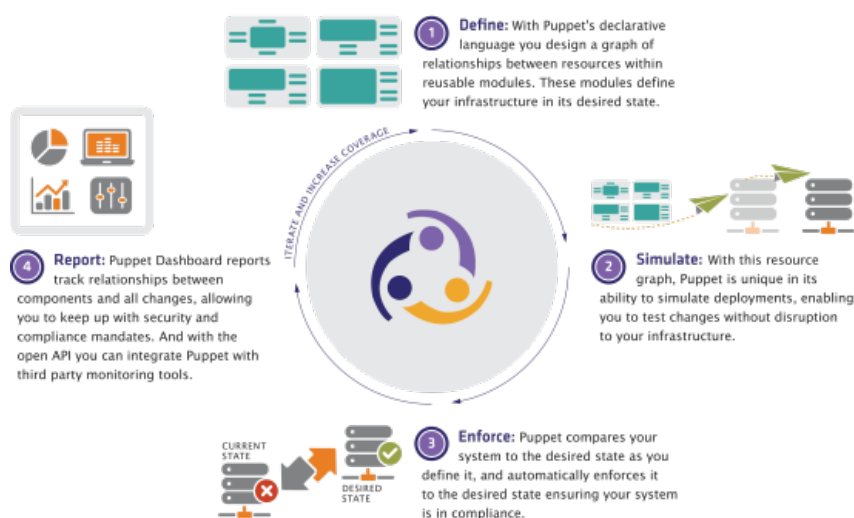 1 Define: With Puppet's declarative
language you design a graph of
relationships between resources within
reusable modules. These modules define
your infrastructure in its desired state.
ITERATE AND INCREASE COVERAGE
2 Simulate: With this resource
graph, Puppet is unique in its
ability to simulate deployments, enabling
you to test changes without disruption
to your infrastructure.
3 Enforce: Puppet compares your
system to the desired state as you
define it, and automatically enforces it
to the desired state ensuring your system
is in compliance.
CURRENT
STATE
DESIRED
STATE
4 Report: Puppet Dashboard reports
track relationships between
components and all changes, allowing
you to keep up with security and
compliance mandates. And with the
open API you can integrate Puppet with
third party monitoring tools.